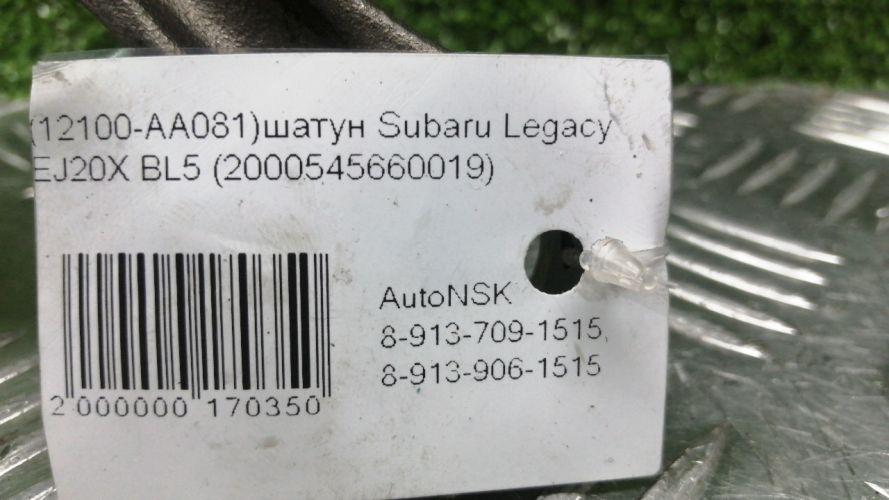 (12100-AA081)шатун Subaru Legacy
EJ20X BL5 (2000545660019)
AutoNSK
8-913-709-1515,
8-913-906-1515
2 000000 170350